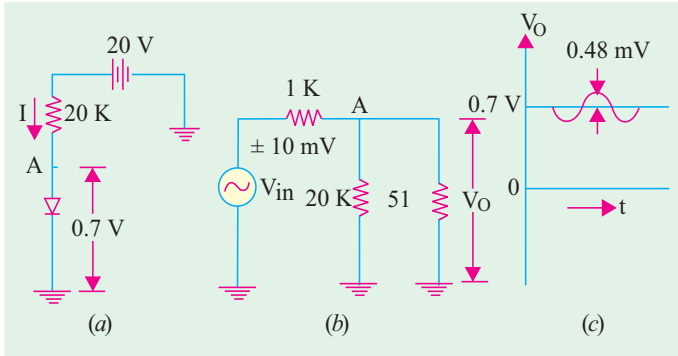 20 V
I
20 K
A
0.7 V
(a)
1 K
A
± 10 mV
Vin
20 K
51
VO
(b)
VO
0.48 mV
0.7 V
0
t
(c)